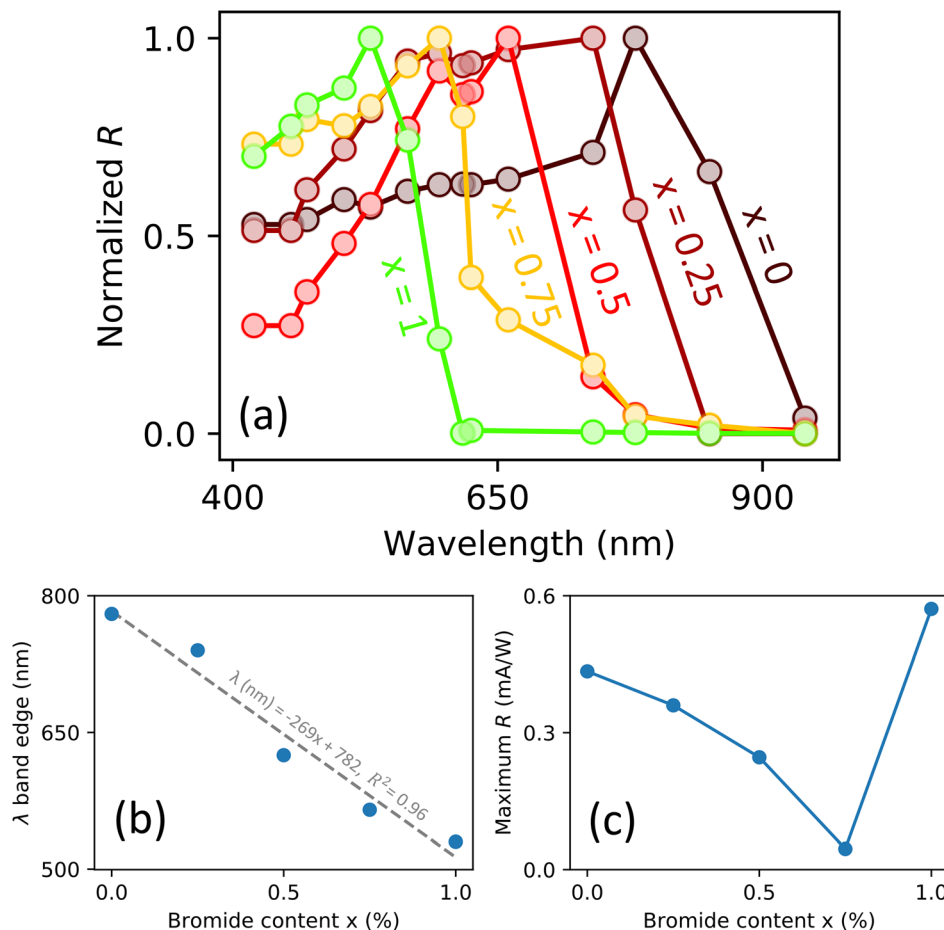 1.0
0.5
0.0
Normalized R
x = 1
x = 0.75
x = 0.5
x = 0.25
x = 0
(a)
400 650 900
Wavelength (nm)
800
650
500
λ band edge (nm)
λ (nm) = -269x + 782, R² = 0.96
(b)
0.0 0.5 1.0
Bromide content x (%)
0.6
0.3
0.0
Maximum R (mA/W)
(c)
0.0 0.5 1.0
Bromide content x (%)